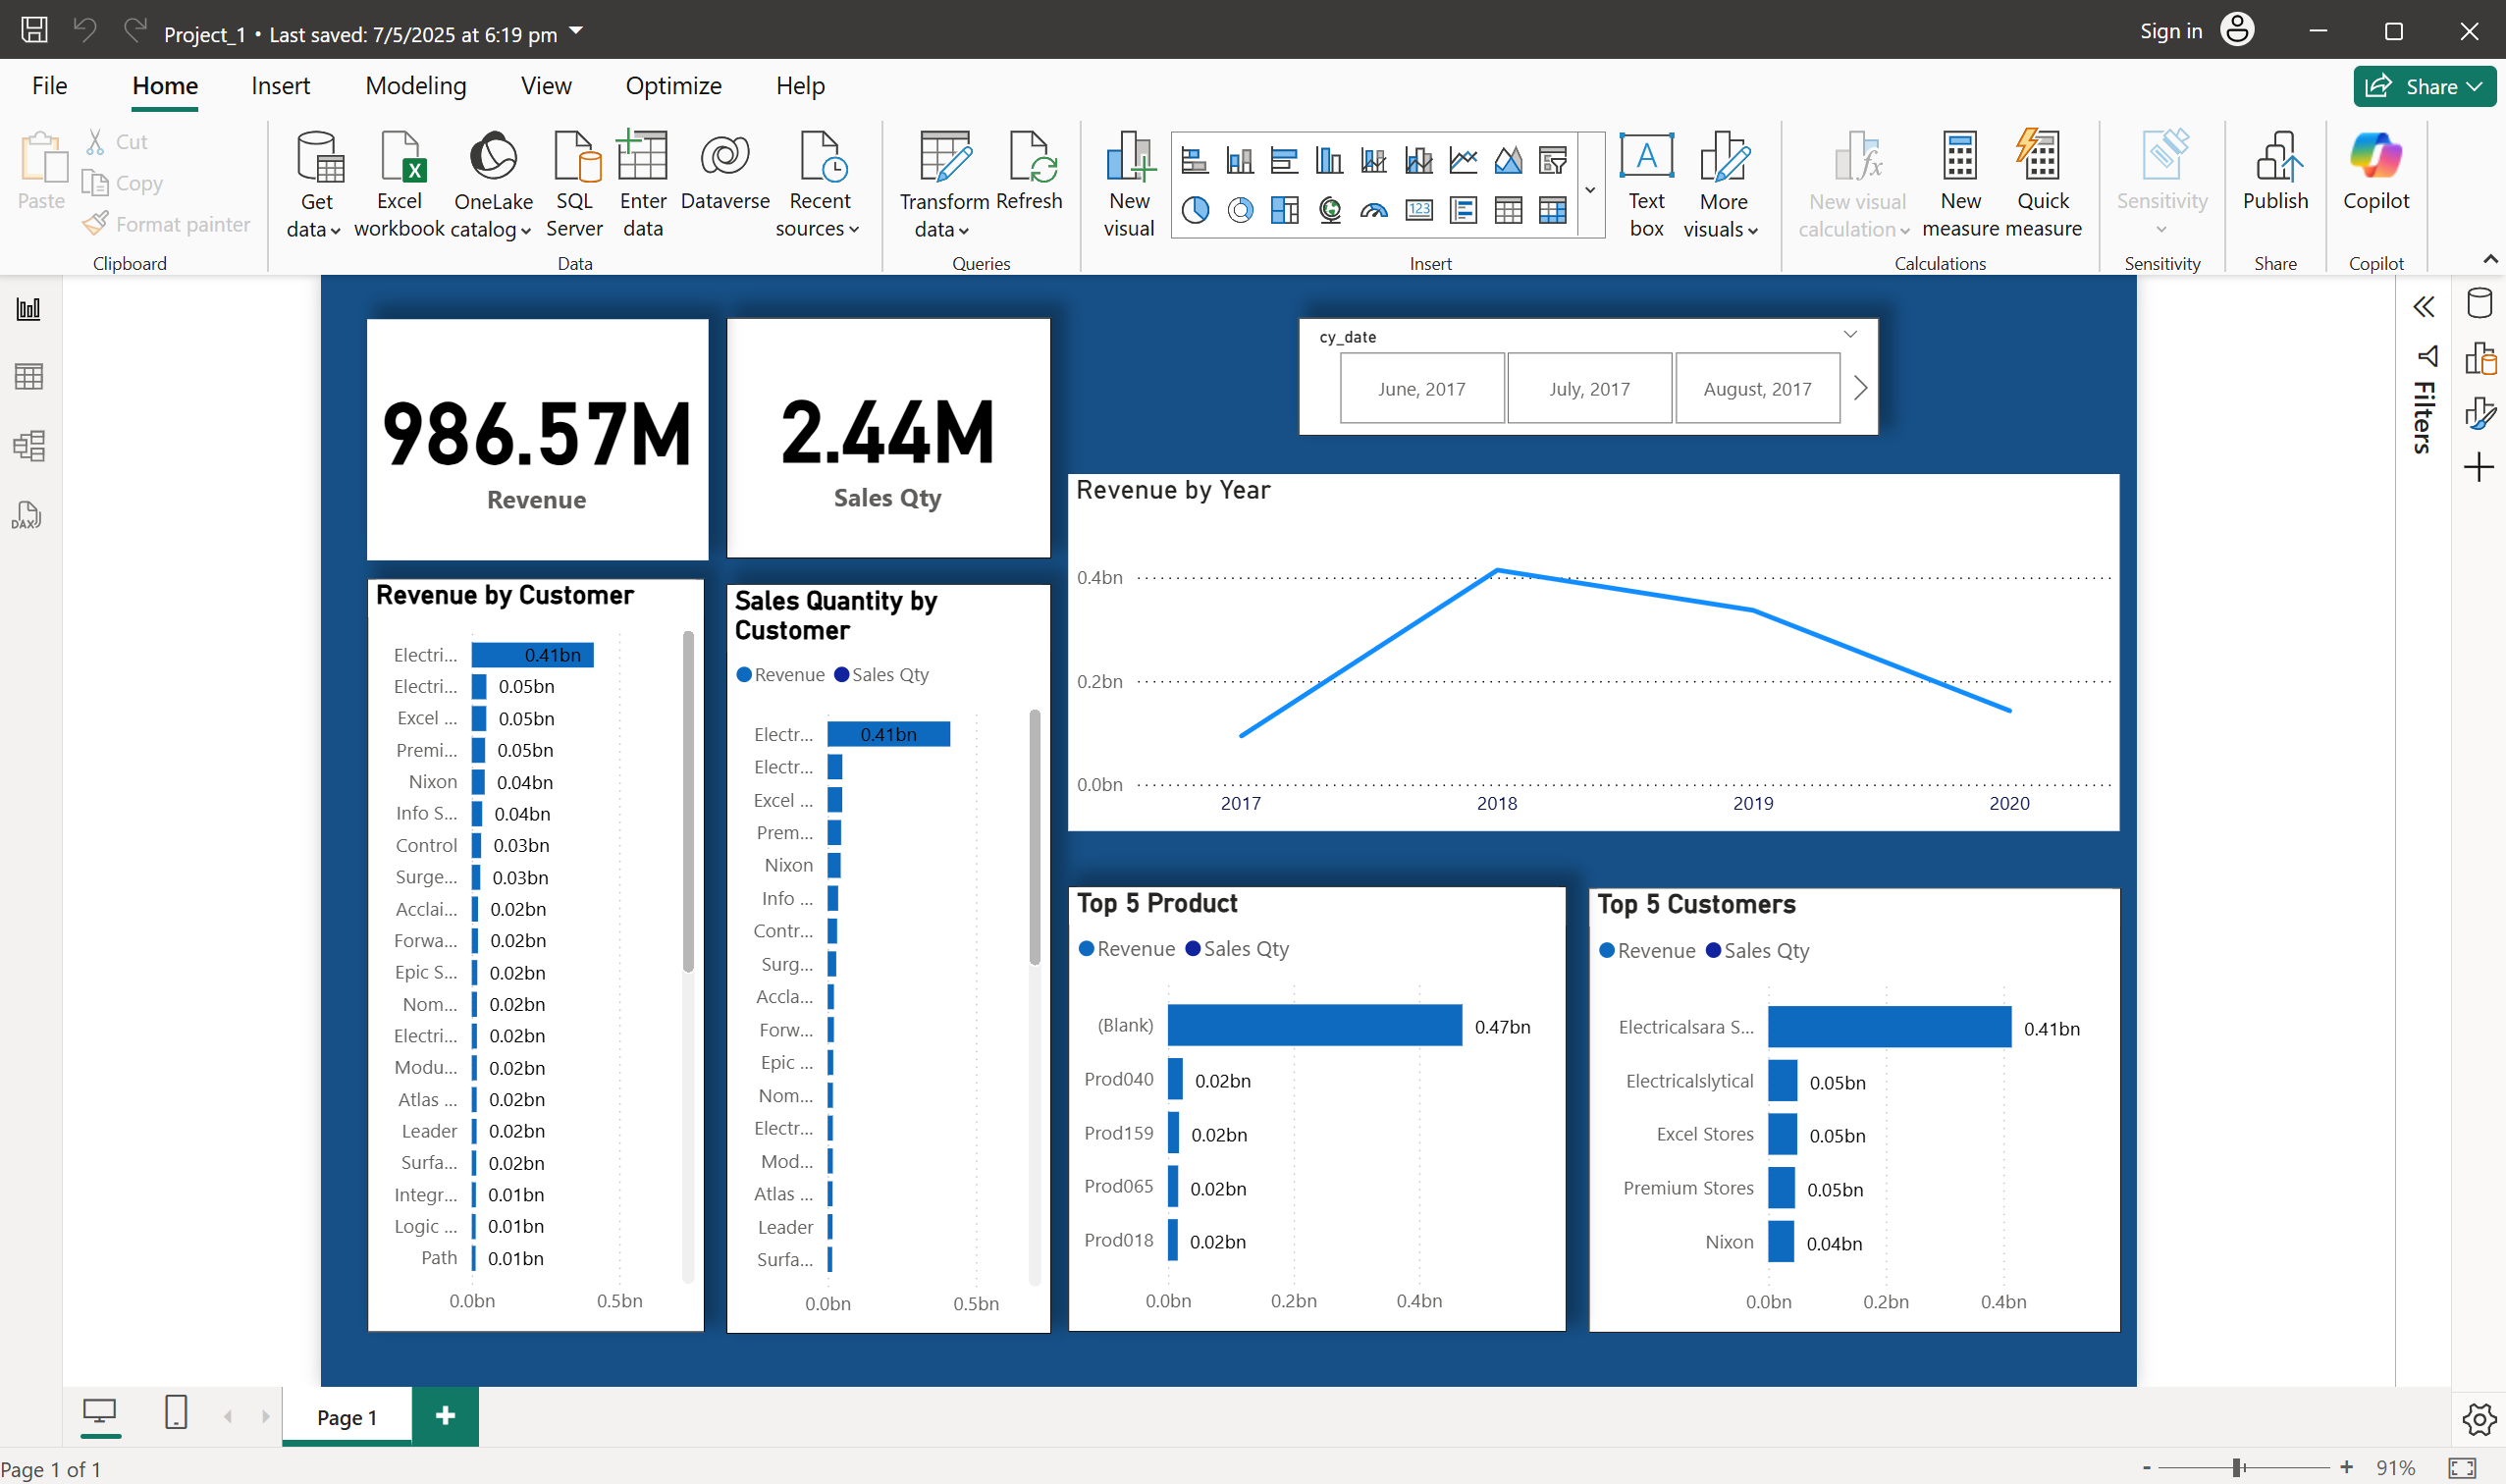 Project_1 • Last saved: 7/5/2025 at 6:19 pm
Sign in
File Home Insert Modeling View Optimize Help
Share
Paste
Cut
Copy
Format painter
Clipboard
Get data
Excel workbook
OneLake catalog
SQL Server
Enter data
Dataverse
Recent sources
Data
Transform data
Refresh
Queries
New visual
Text box
More visuals
Insert
New visual calculation
New measure
Quick measure
Calculations
Sensitivity
Sensitivity
Publish
Share
Copilot
Copilot
DAX
Filters
986.57M
Revenue
2.44M
Sales Qty
cy_date
June, 2017
July, 2017
August, 2017
Revenue by Year
0.4bn
0.2bn
0.0bn
2017 2018 2019 2020
Revenue by Customer
Electri... 0.41bn
Electri... 0.05bn
Excel ... 0.05bn
Premi... 0.05bn
Nixon 0.04bn
Info S... 0.04bn
Control 0.03bn
Surge... 0.03bn
Acclai... 0.02bn
Forwa... 0.02bn
Epic S... 0.02bn
Nom... 0.02bn
Electri... 0.02bn
Modu... 0.02bn
Atlas ... 0.02bn
Leader 0.02bn
Surfa... 0.02bn
Integr... 0.01bn
Logic ... 0.01bn
Path 0.01bn
0.0bn 0.5bn
Sales Quantity by
Customer
Revenue Sales Qty
Electr... 0.41bn
Electr...
Excel ...
Prem...
Nixon
Info ...
Contr...
Surg...
Accla...
Forw...
Epic ...
Nom...
Electr...
Mod...
Atlas ...
Leader
Surfa...
0.0bn 0.5bn
Top 5 Product
Revenue Sales Qty
(Blank) 0.47bn
Prod040 0.02bn
Prod159 0.02bn
Prod065 0.02bn
Prod018 0.02bn
0.0bn 0.2bn 0.4bn
Top 5 Customers
Revenue Sales Qty
Electricalsara S... 0.41bn
Electricalslytical 0.05bn
Excel Stores 0.05bn
Premium Stores 0.05bn
Nixon 0.04bn
0.0bn 0.2bn 0.4bn
Page 1
Page 1 of 1
- + 91%